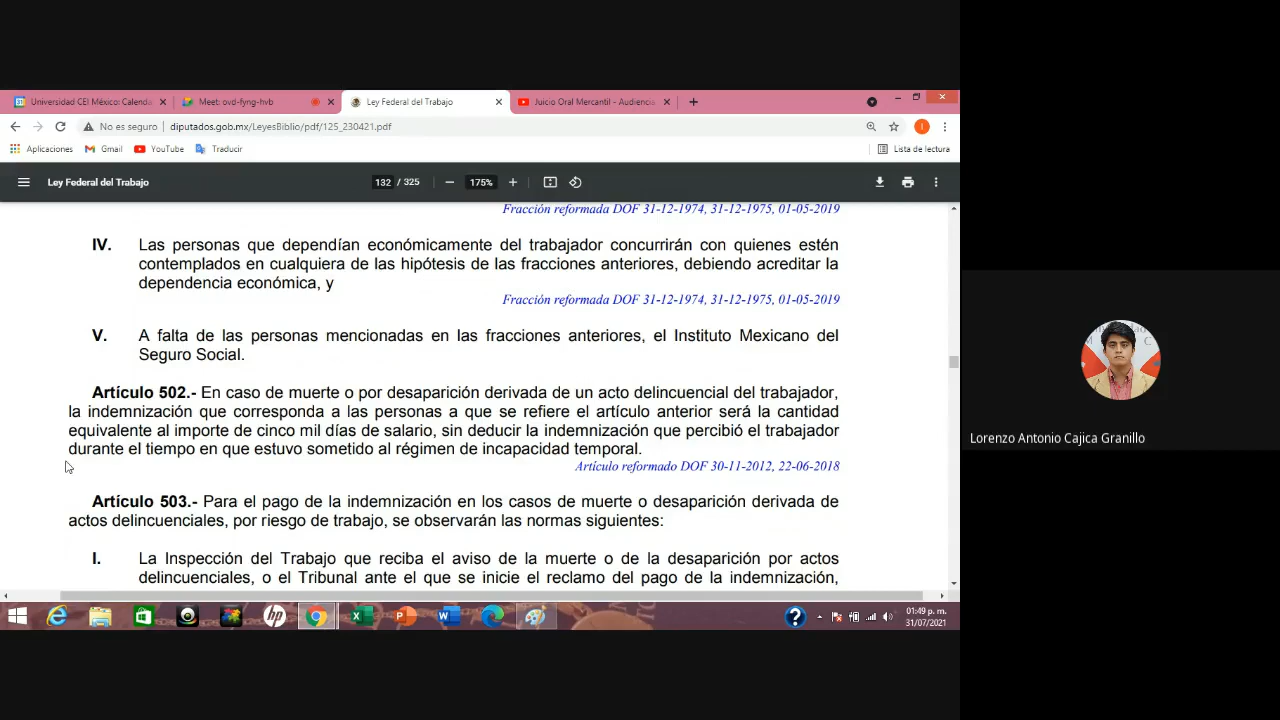 Universidad CEI México: Calenda
Meet: ovd-fyng-hvb
Ley Federal del Trabajo
Juicio Oral Mercantil - Audiencia
No es seguro
diputados.gob.mx/LeyesBiblio/pdf/125_230421.pdf
Aplicaciones
Gmail
YouTube
Traducir
Lista de lectura
Ley Federal del Trabajo
132 / 325
175%
Fracción reformada DOF 31-12-1974, 31-12-1975, 01-05-2019
IV. Las personas que dependían económicamente del trabajador concurrirán con quienes estén
contemplados en cualquiera de las hipótesis de las fracciones anteriores, debiendo acreditar la
dependencia económica, y
Fracción reformada DOF 31-12-1974, 31-12-1975, 01-05-2019
V. A falta de las personas mencionadas en las fracciones anteriores, el Instituto Mexicano del
Seguro Social.
Artículo 502.- En caso de muerte o por desaparición derivada de un acto delincuencial del trabajador,
la indemnización que corresponda a las personas a que se refiere el artículo anterior será la cantidad
equivalente al importe de cinco mil días de salario, sin deducir la indemnización que percibió el trabajador
durante el tiempo en que estuvo sometido al régimen de incapacidad temporal.
Artículo reformado DOF 30-11-2012, 22-06-2018
Artículo 503.- Para el pago de la indemnización en los casos de muerte o desaparición derivada de
actos delincuenciales, por riesgo de trabajo, se observarán las normas siguientes:
I. La Inspección del Trabajo que reciba el aviso de la muerte o de la desaparición por actos
delincuenciales, o el Tribunal ante el que se inicie el reclamo del pago de la indemnización,
01:49 p. m.
31/07/2021
Lorenzo Antonio Cajica Granillo